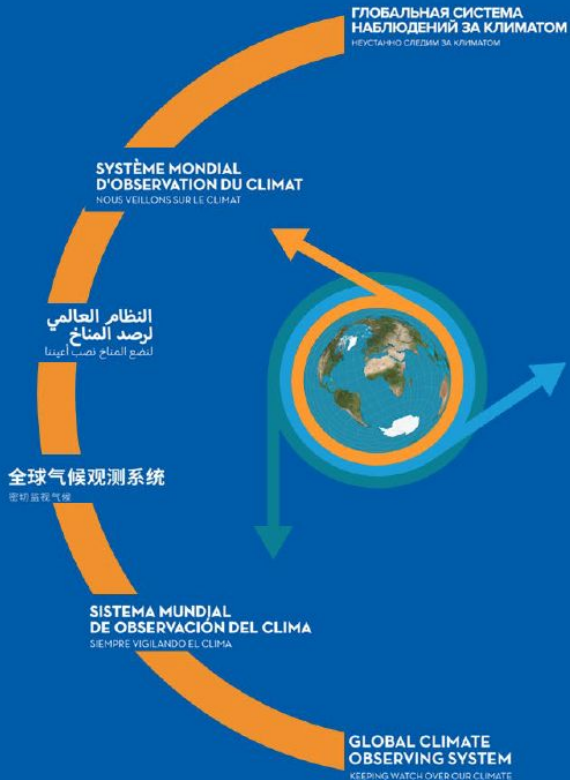 ГЛОБАЛЬНАЯ СИСТЕМА
НАБЛЮДЕНИЙ ЗА КЛИМАТОМ
НЕУСТАННО СЛЕДИМ ЗА КЛИМАТОМ
SYSTÈME MONDIAL
D'OBSERVATION DU CLIMAT
NOUS VEILLONS SUR LE CLIMAT
النظام العالمي
لرصد المناخ
لنضع المناخ نصب أعيننا
全球气候观测系统
密切监视气候
SISTEMA MUNDIAL
DE OBSERVACIÓN DEL CLIMA
SIEMPRE VIGILANDO EL CLIMA
GLOBAL CLIMATE
OBSERVING SYSTEM
KEEPING WATCH OVER OUR CLIMATE